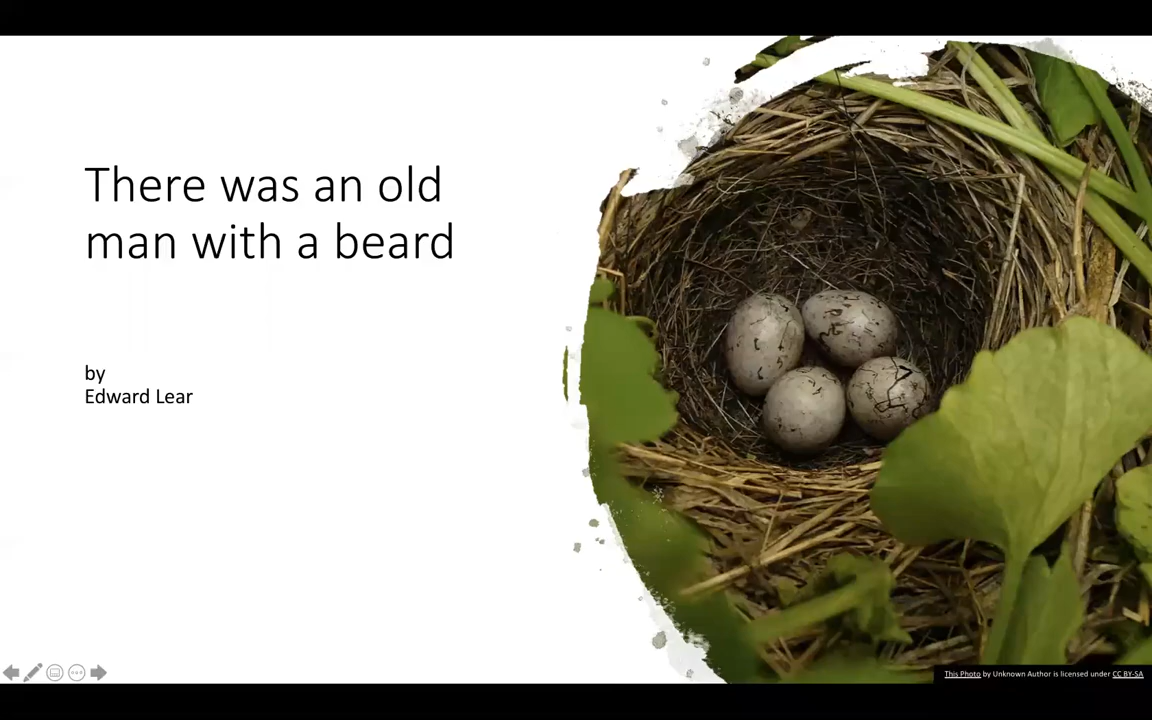 There was an old
man with a beard
by
Edward Lear
This Photo by Unknown Author is licensed under CC BY-SA